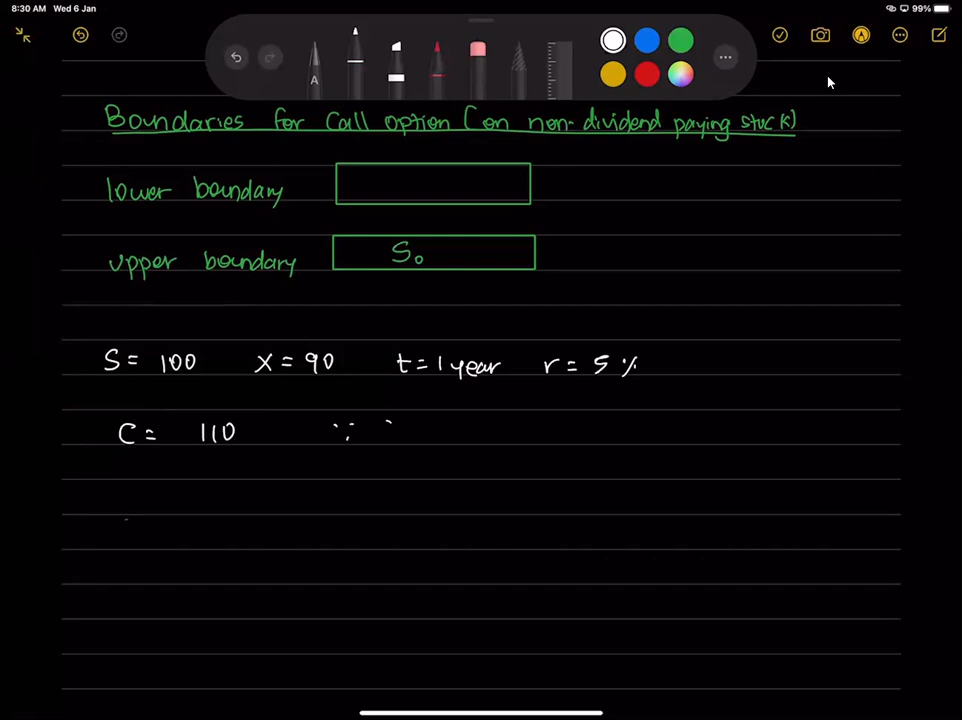 8:30 AM Wed 6 Jan 99%
A
Boundaries for Call option (on non-dividend paying stock)
lower boundary
upper boundary S₀
S = 100 X = 90 t = 1 year r = 5 %
C = 110 ∵